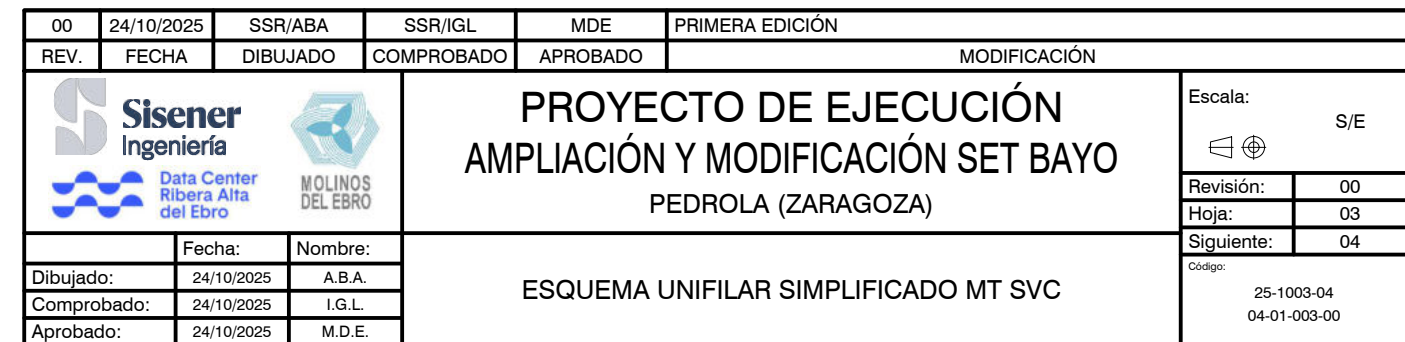 00 24/10/2025 SSR/ABA SSR/IGL MDE PRIMERA EDICIÓN
REV. FECHA DIBUJADO COMPROBADO APROBADO MODIFICACIÓN
Sisener
Ingeniería
Data Center
Ribera Alta
del Ebro
MOLINOS
DEL EBRO
PROYECTO DE EJECUCIÓN
AMPLIACIÓN Y MODIFICACIÓN SET BAYO
PEDROLA (ZARAGOZA)
Escala:
S/E
Revisión: 00
Hoja: 03
Siguiente: 04
Fecha: Nombre:
Dibujado: 24/10/2025 A.B.A.
Comprobado: 24/10/2025 I.G.L.
Aprobado: 24/10/2025 M.D.E.
ESQUEMA UNIFILAR SIMPLIFICADO MT SVC
Código:
25-1003-04
04-01-003-00